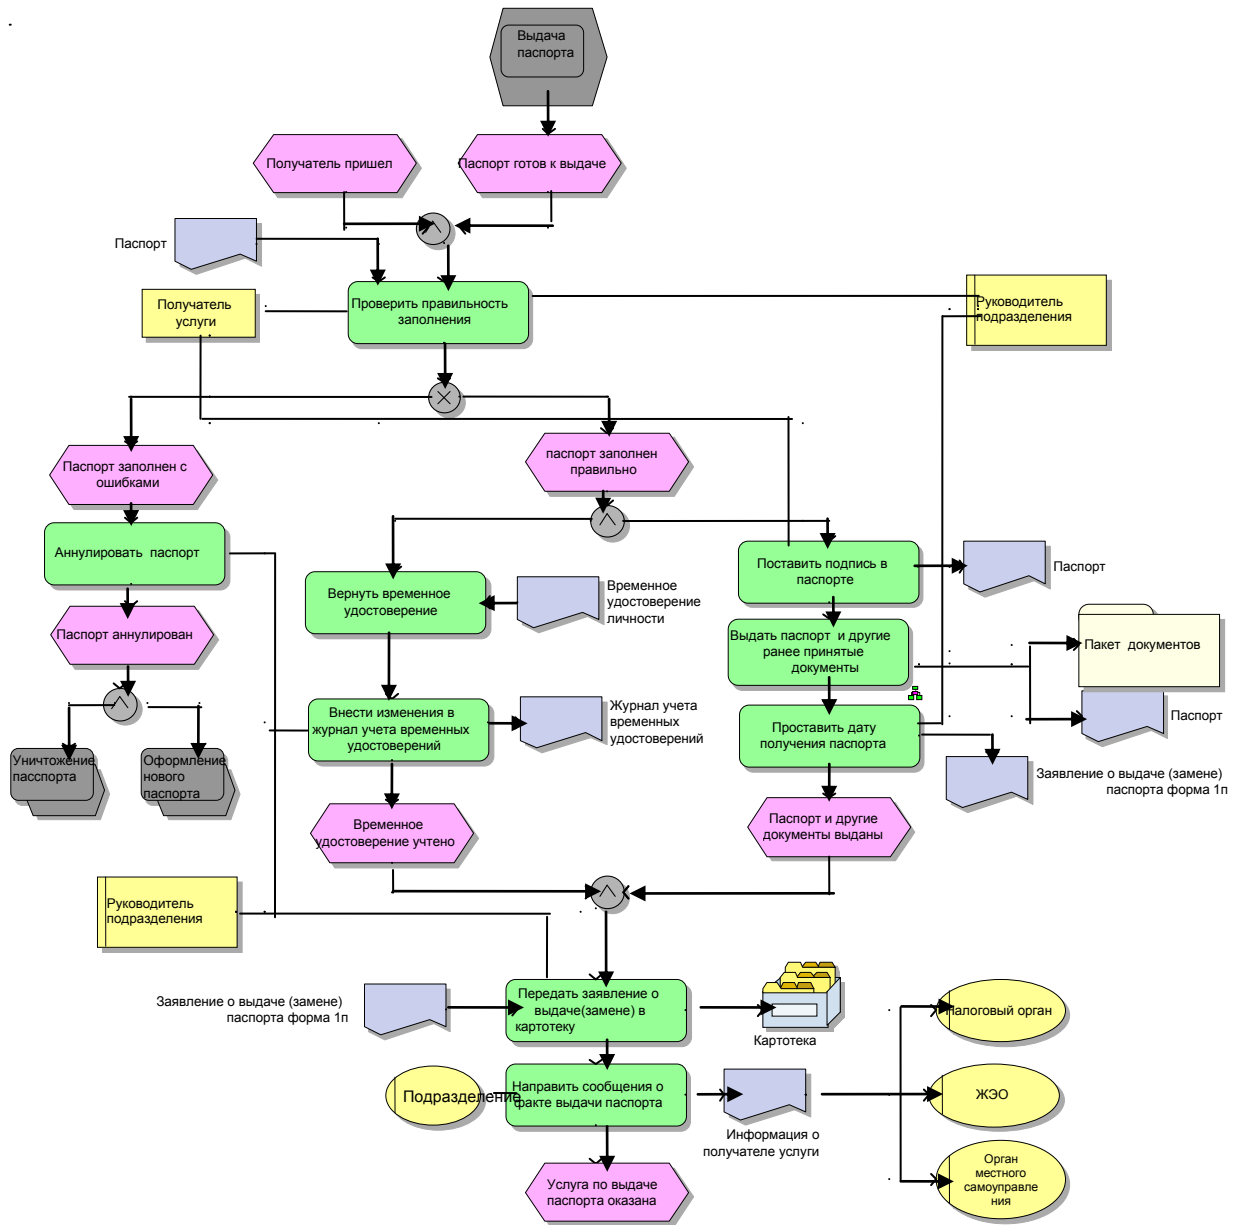 Выдача
паспорта
Получатель пришел
Паспорт готов к выдаче
Паспорт
Получатель
услуги
Проверить правильность
заполнения
Руководитель
подразделения
Паспорт заполнен с
ошибками
паспорт заполнен
правильно
Аннулировать паспорт
Поставить подпись в
паспорте
Паспорт
Вернуть временное
удостоверение
Временное
удостоверение
личности
Паспорт аннулирован
Выдать паспорт и другие
ранее принятые
документы
Пакет документов
Паспорт
Внести изменения в
журнал учета временных
удостоверений
Журнал учета
временных
удостоверений
Проставить дату
получения паспорта
Уничтожение
пасспорта
Оформление
нового
паспорта
Заявление о выдаче (замене)
паспорта форма 1п
Временное
удостоверение учтено
Паспорт и другие
документы выданы
Руководитель
подразделения
Заявление о выдаче (замене)
паспорта форма 1п
Передать заявление о
выдаче(замене) в
картотеку
Картотека
Налоговый орган
Подразделение
Направить сообщения о
факте выдачи паспорта
ЖЭО
Информация о
получателе услуги
Орган
местного
самоуправле
ния
Услуга по выдаче
паспорта оказана